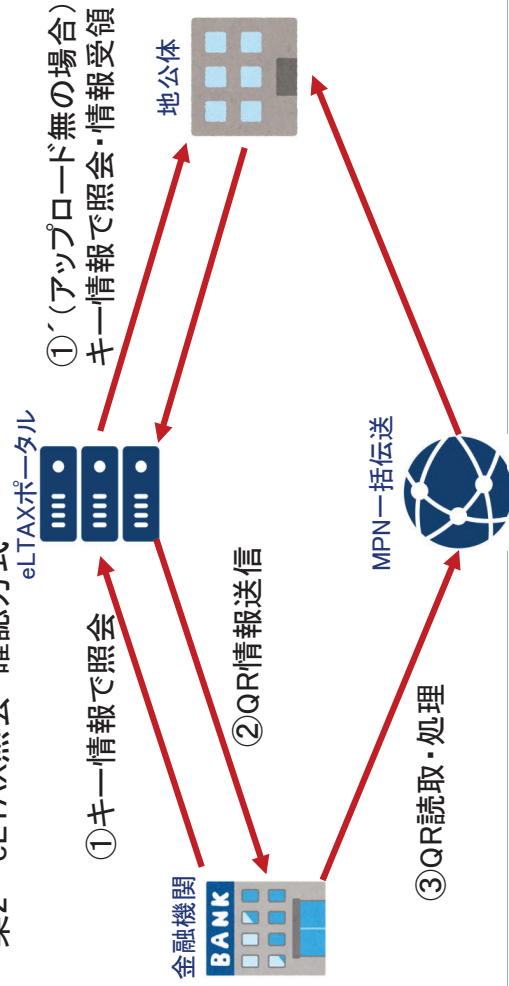 案2 eLTAX照会・確認方式
eLTAXポータル
①´(アップロード無の場合)
キー情報で照会・情報受領
地公体
①キー情報で照会
②QR情報送信
金融機関
BANK
③QR読取・処理
MPN一括伝送